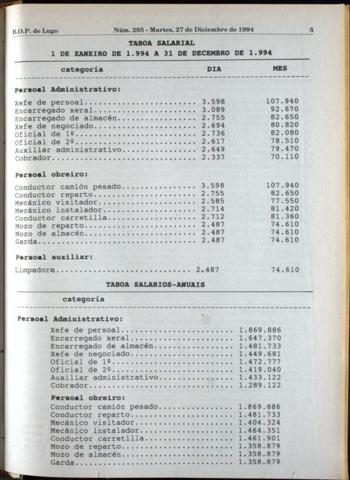 B.O.P. de Lugo Núm. 295 - Martes, 27 de Diciembre de 1994 5
TABOA SALARIAL
1 DE XANEIRO DE 1.994 A 31 DE DECEMBRO DE 1.994
categoría DIA MES
Persoal Administrativo:
Xefe de persoal........................ 3.598 107.940
Encarregado xeral...................... 3.089 92.670
Encarregado de almacén................. 2.755 82.650
Xefe de negociado...................... 2.694 80.820
Oficial de 1º.......................... 2.736 82.080
Oficial de 2º.......................... 2.617 78.510
Auxiliar administrativo................ 2.649 79.470
Cobrador............................... 2.337 70.110
Persoal obreiro:
Conductor camión pesado................ 3.598 107.940
Conductor reparto...................... 2.755 82.650
Mecánico visitador..................... 2.585 77.550
Mecánico instalador.................... 2.714 81.420
Conductor carretilla................... 2.712 81.360
Mozo de reparto........................ 2.487 74.610
Mozo de almacén........................ 2.487 74.610
Garda.................................. 2.487 74.610
Persoal auxiliar:
Limpadora............................ 2.487 74.610
TABOA SALARIOS-ANUAIS
categoría
Persoal Administrativo:
Xefe de persoal........................ 1.869.886
Encarregado xeral...................... 1.647.370
Encarregado de almacén................. 1.481.733
Xefe de negociado...................... 1.449.681
Oficial de 1º.......................... 1.472.777
Oficial de 2º.......................... 1.419.040
Auxiliar administrativo................ 1.433.122
Cobrador............................... 1.289.122
Persoal obreiro:
Conductor camión pesado................ 1.869.886
Conductor reparto...................... 1.481.733
Mecánico visitador..................... 1.404.324
Mecánico instalador.................... 1.464.351
Conductor carretilla................... 1.461.901
Mozo de reparto........................ 1.358.879
Mozo de almacén........................ 1.358.879
Garda.................................. 1.358.879